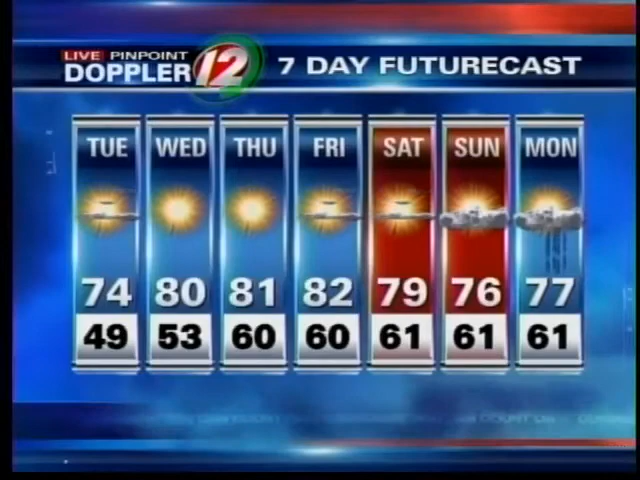 LIVE PINPOINT
DOPPLER 12 7 DAY FUTURECAST
TUE WED THU FRI SAT SUN MON
74 80 81 82 79 76 77
49 53 60 60 61 61 61